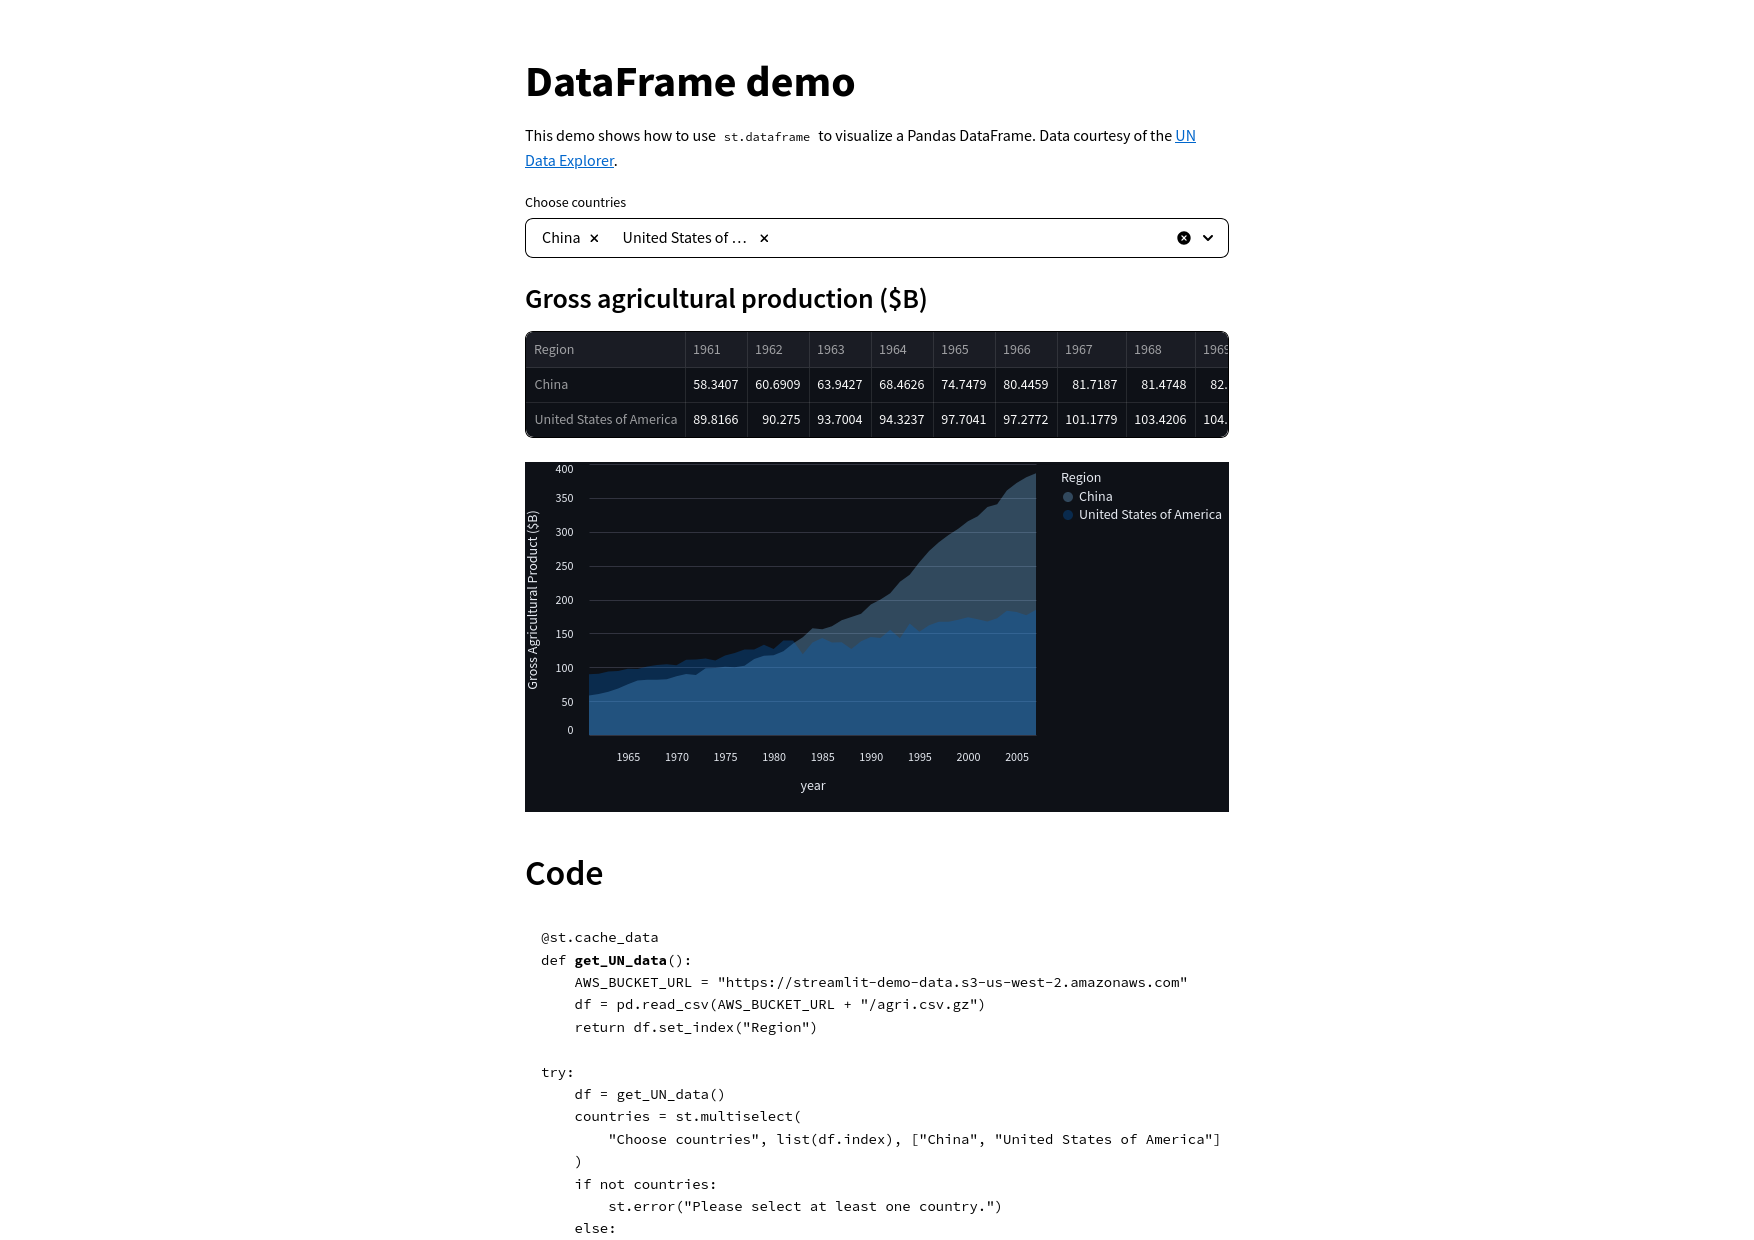 DataFrame demo
This demo shows how to use st.dataframe to visualize a Pandas DataFrame. Data courtesy of the UN
Data Explorer.
Choose countries
China × United States of … ×
Gross agricultural production ($B)
Region 1961 1962 1963 1964 1965 1966 1967 1968 1969
China 58.3407 60.6909 63.9427 68.4626 74.7479 80.4459 81.7187 81.4748 82.
United States of America 89.8166 90.275 93.7004 94.3237 97.7041 97.2772 101.1779 103.4206 104.
Gross Agricultural Product ($B)
400
350
300
250
200
150
100
50
0
1965 1970 1975 1980 1985 1990 1995 2000 2005
year
Region
China
United States of America
Code
@st.cache_data
def get_UN_data():
    AWS_BUCKET_URL = "https://streamlit-demo-data.s3-us-west-2.amazonaws.com"
    df = pd.read_csv(AWS_BUCKET_URL + "/agri.csv.gz")
    return df.set_index("Region")
try:
    df = get_UN_data()
    countries = st.multiselect(
        "Choose countries", list(df.index), ["China", "United States of America"]
    )
    if not countries:
        st.error("Please select at least one country.")
    else: